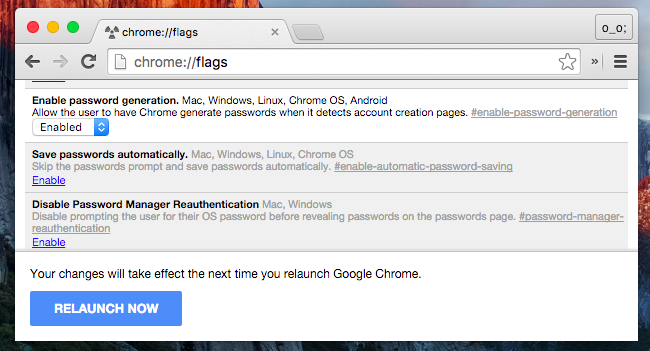 chrome://flags
o_o;
chrome://flags
»
Enable password generation. Mac, Windows, Linux, Chrome OS, Android
Allow the user to have Chrome generate passwords when it detects account creation pages. #enable-password-generation
Enabled
Save passwords automatically. Mac, Windows, Linux, Chrome OS
Skip the passwords prompt and save passwords automatically. #enable-automatic-password-saving
Enable
Disable Password Manager Reauthentication Mac, Windows
Disable prompting the user for their OS password before revealing passwords on the passwords page. #password-manager-
reauthentication
Enable
Your changes will take effect the next time you relaunch Google Chrome.
RELAUNCH NOW